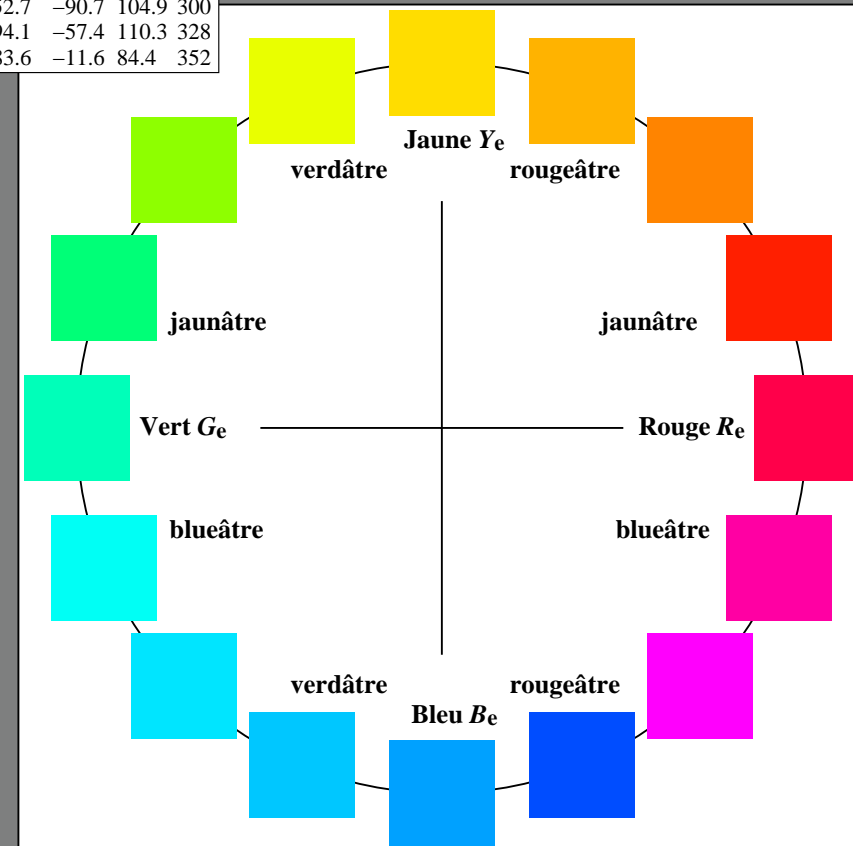 −90.7 104.9 300
−57.4 110.3 328
−11.6 84.4 352
Jaune Ye
verdâtre rougeâtre
jaunâtre jaunâtre
Vert Ge Rouge Re
blueâtre blueâtre
verdâtre rougeâtre
Bleu Be